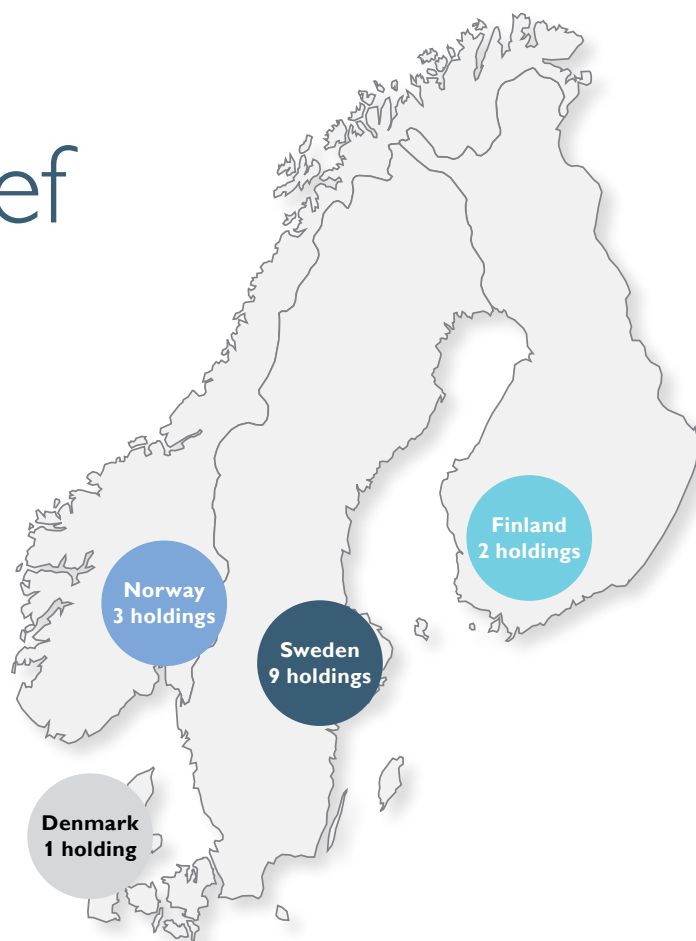 ef
Finland
2 holdings
Norway
3 holdings
Sweden
9 holdings
Denmark
1 holding